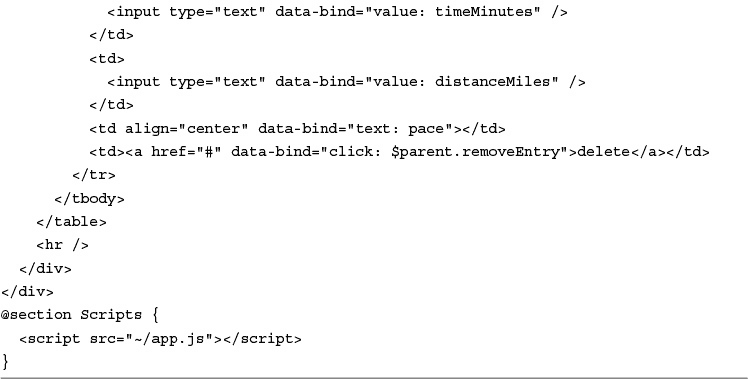 <input type="text" data-bind="value: timeMinutes" />
</td>
<td>
<input type="text" data-bind="value: distanceMiles" />
</td>
<td align="center" data-bind="text: pace"></td>
<td><a href="#" data-bind="click: $parent.removeEntry">delete</a></td>
</tr>
</tbody>
</table>
<hr />
</div>
</div>
@section Scripts {
<script src="~/app.js"></script>
}